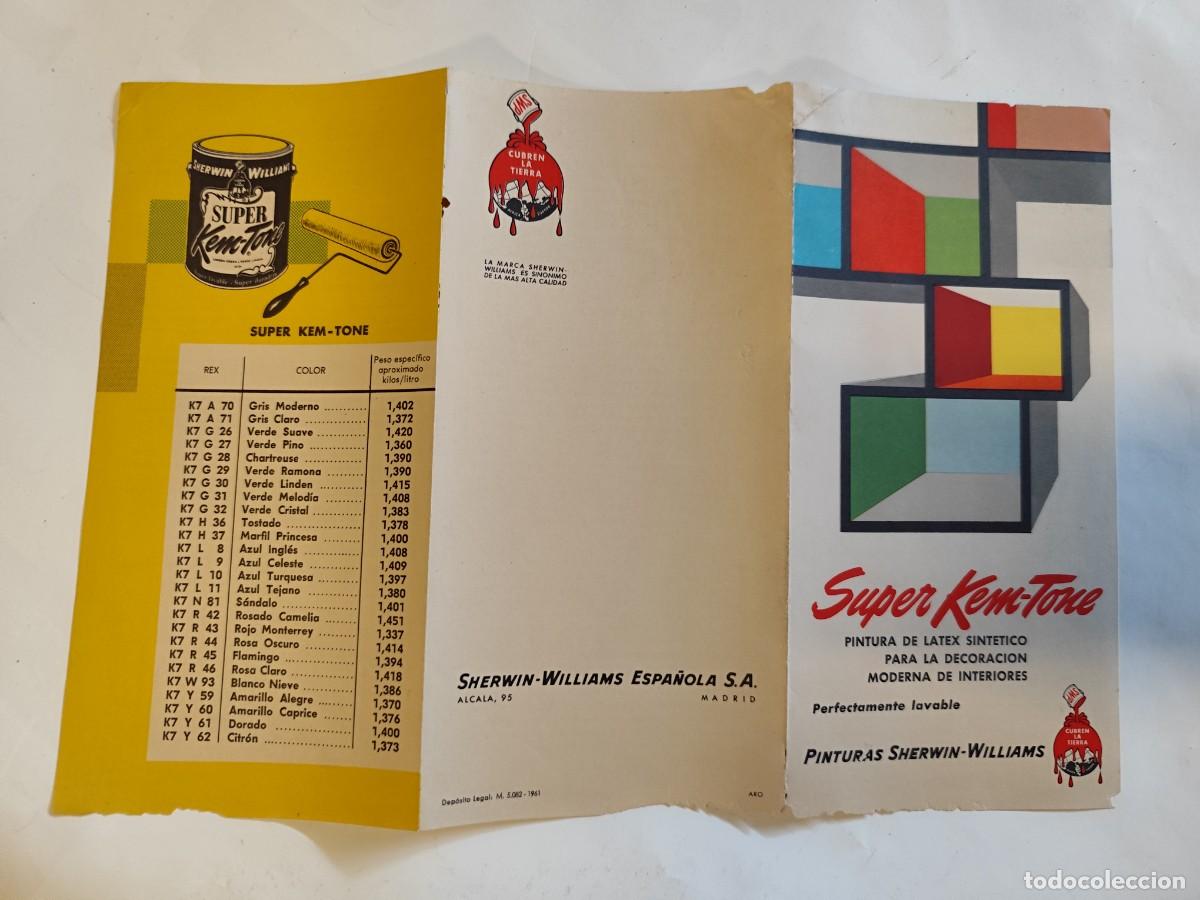 SHERWIN WILLIAMS
SUPER
Kem-Tone
SUPER KEM-TONE
REX COLOR Peso específico aproximado kilos/litro
K7 A 70 Gris Moderno ........... 1,402
K7 A 71 Gris Claro ............... 1,372
K7 G 26 Verde Suave ............. 1,420
K7 G 27 Verde Pino ............... 1,360
K7 G 28 Chartreuse ............... 1,390
K7 G 29 Verde Ramona ......... 1,390
K7 G 30 Verde Linden ............ 1,415
K7 G 31 Verde Melodía ......... 1,408
K7 G 32 Verde Cristal ............ 1,383
K7 H 36 Tostado .................. 1,378
K7 H 37 Marfil Princesa ......... 1,400
K7 L 8 Azul Inglés ............... 1,408
K7 L 9 Azul Celeste ............ 1,409
K7 L 10 Azul Turquesa ......... 1,397
K7 L 11 Azul Tejano ............ 1,380
K7 N 81 Sándalo .................. 1,401
K7 R 42 Rosado Camelia ...... 1,451
K7 R 43 Rojo Monterrey ......... 1,337
K7 R 44 Rosa Oscuro ............ 1,414
K7 R 45 Flamingo .................. 1,394
K7 R 46 Rosa Claro ............... 1,418
K7 W 93 Blanco Nieve ............ 1,386
K7 Y 59 Amarillo Alegre ......... 1,370
K7 Y 60 Amarillo Caprice ...... 1,376
K7 Y 61 Dorado .................. 1,400
K7 Y 62 Citrón ..................... 1,373
SWP
CUBREN
LA
TIERRA
LA MARCA SHERWIN-
WILLIAMS ES SINONIMO
DE LA MAS ALTA CALIDAD
SHERWIN-WILLIAMS ESPAÑOLA S.A.
ALCALA, 95 MADRID
Depósito Legal: M. 5.082 - 1961
ARO
Super Kem-Tone
PINTURA DE LATEX SINTETICO
PARA LA DECORACION
MODERNA DE INTERIORES
Perfectamente lavable
PINTURAS SHERWIN-WILLIAMS
SWP
CUBREN
LA
TIERRA
todocoleccion